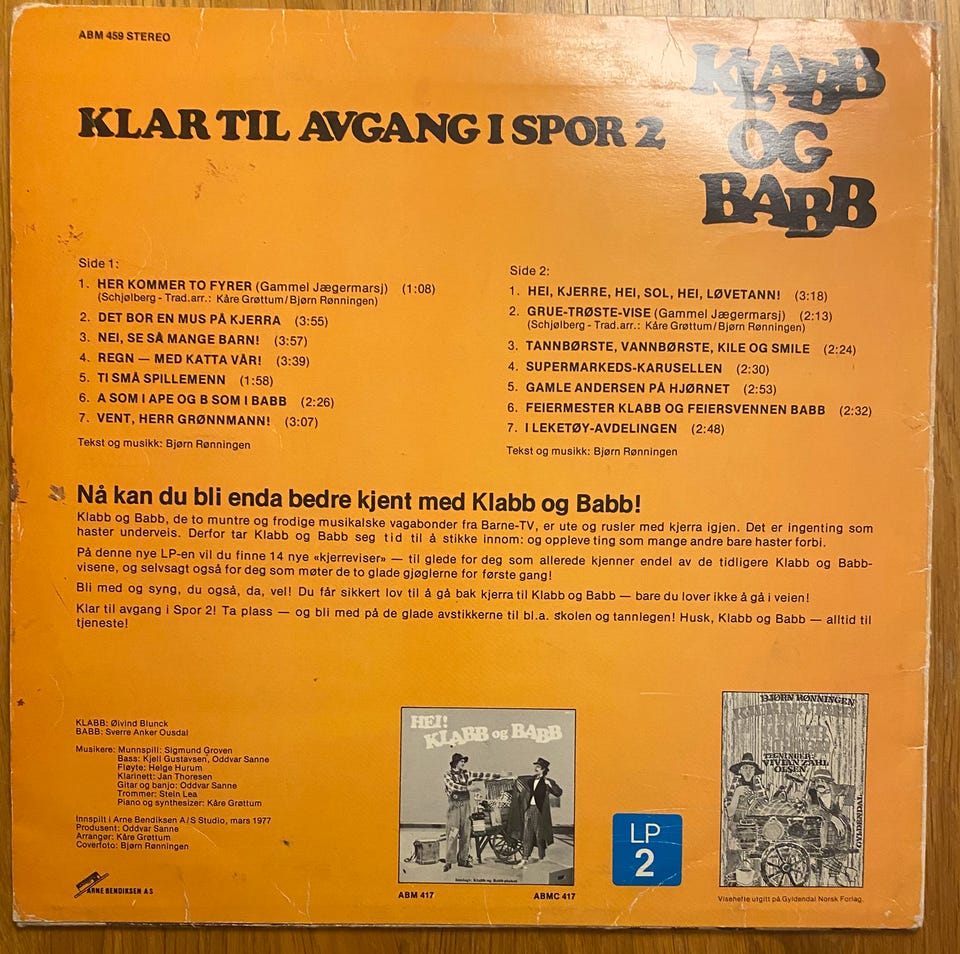 ABM 459 STEREO
KLAR TIL AVGANG I SPOR 2
KLABB
OG
BABB
Side 1:
1. HER KOMMER TO FYRER (Gammel Jægermarsj) (1:08)
(Schjølberg - Trad.arr.: Kåre Grøttum/Bjørn Rønningen)
2. DET BOR EN MUS PÅ KJERRA (3:55)
3. NEI, SE SÅ MANGE BARN! (3:57)
4. REGN — MED KATTA VÅR! (3:39)
5. TI SMÅ SPILLEMENN (1:58)
6. A SOM I APE OG B SOM I BABB (2:26)
7. VENT, HERR GRØNNMANN! (3:07)
Tekst og musikk: Bjørn Rønningen
Side 2:
1. HEI, KJERRE, HEI, SOL, HEI, LØVETANN! (3:18)
2. GRUE-TRØSTE-VISE (Gammel Jægermarsj) (2:13)
(Schjølberg - Trad.arr.: Kåre Grøttum/Bjørn Rønningen)
3. TANNBØRSTE, VANNBØRSTE, KILE OG SMILE (2:24)
4. SUPERMARKEDS-KARUSELLEN (2:30)
5. GAMLE ANDERSEN PÅ HJØRNET (2:53)
6. FEIERMESTER KLABB OG FEIERSVENNEN BABB (2:32)
7. I LEKETØY-AVDELINGEN (2:48)
Tekst og musikk: Bjørn Rønningen
Nå kan du bli enda bedre kjent med Klabb og Babb!
Klabb og Babb, de to muntre og frodige musikalske vagabonder fra Barne-TV, er ute og rusler med kjerra igjen. Det er ingenting som
haster underveis. Derfor tar Klabb og Babb seg tid til å stikke innom: og oppleve ting som mange andre bare haster forbi.
På denne nye LP-en vil du finne 14 nye «kjerreviser» — til glede for deg som allerede kjenner endel av de tidligere Klabb og Babb-
visene, og selvsagt også for deg som møter de to glade gjøglerne for første gang!
Bli med og syng, du også, da, vel! Du får sikkert lov til å gå bak kjerra til Klabb og Babb — bare du lover ikke å gå i veien!
Klar til avgang i Spor 2! Ta plass — og bli med på de glade avstikkerne til bl.a. skolen og tannlegen! Husk, Klabb og Babb — alltid til
tjeneste!
KLABB: Øivind Blunck
BABB: Sverre Anker Ousdal
Musikere: Munnspill: Sigmund Groven
Bass: Kjell Gustavsen, Oddvar Sanne
Fløyte: Helge Hurum
Klarinett: Jan Thoresen
Gitar og banjo: Oddvar Sanne
Trommer: Stein Lea
Piano og synthesizer: Kåre Grøttum
Innspilt i Arne Bendiksen A/S Studio, mars 1977
Produsent: Oddvar Sanne
Arrangør: Kåre Grøttum
Coverfoto: Bjørn Rønningen
ARNE BENDIKSEN A.S
HEI!
KLABB og BABB
ABM 417
ABMC 417
LP
2
BJØRN RØNNINGEN
TEGNINGER:
VIVIAN ZAHL
OLSEN
GYLDENDAL
Visehefte utgitt på Gyldendal Norsk Forlag.